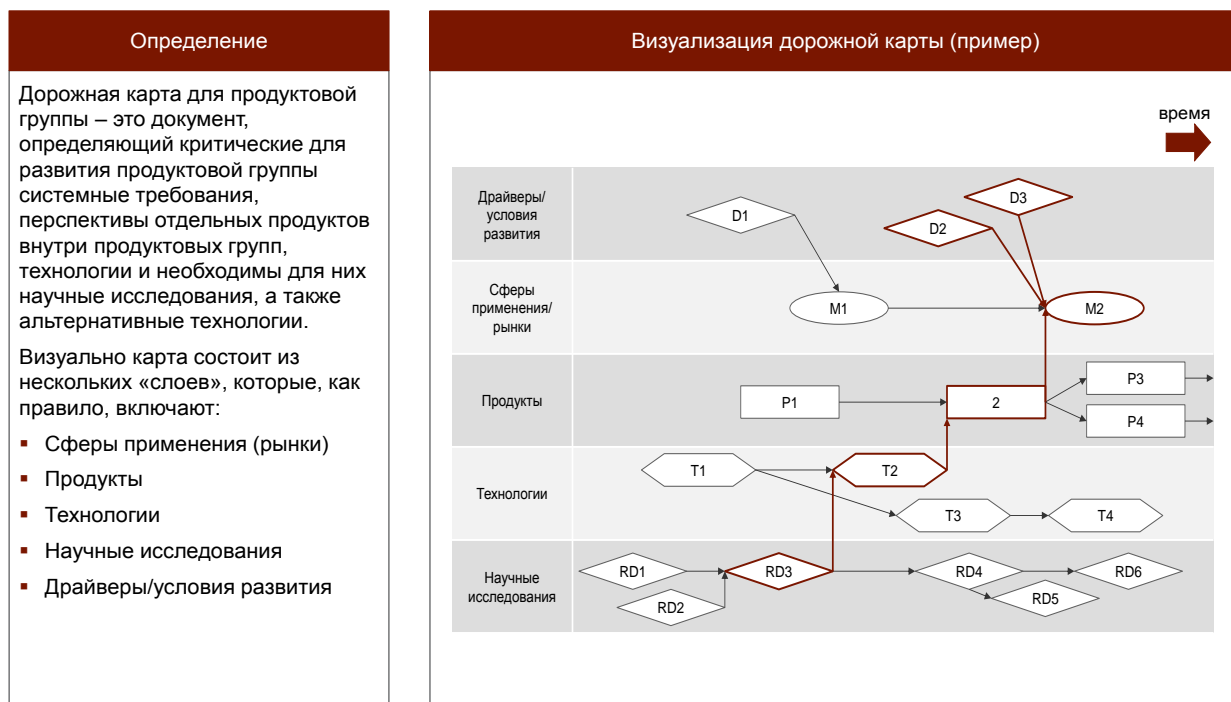 Определение
Дорожная карта для продуктовой
группы – это документ,
определяющий критические для
развития продуктовой группы
системные требования,
перспективы отдельных продуктов
внутри продуктовых групп,
технологии и необходимы для них
научные исследования, а также
альтернативные технологии.
Визуально карта состоит из
нескольких «слоев», которые, как
правило, включают:
Сферы применения (рынки)
Продукты
Технологии
Научные исследования
Драйверы/условия развития
Визуализация дорожной карты (пример)
время
Драйверы/
условия
развития
D1
D2
D3
Сферы
применения/
рынки
M1
M2
Продукты
P1
2
P3
P4
Технологии
T1
T2
T3
T4
Научные
исследования
RD1
RD2
RD3
RD4
RD5
RD6